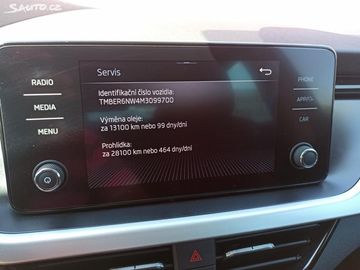 SAUTO.CZ
Servis
RADIO
MEDIA
MENU
PHONE
CAR
Identifikační číslo vozidla:
TMBER6NW4M3099700
Výměna oleje:
za 13100 km nebo 99 dny/dní
Prohlídka:
za 28100 km nebo 464 dny/dní